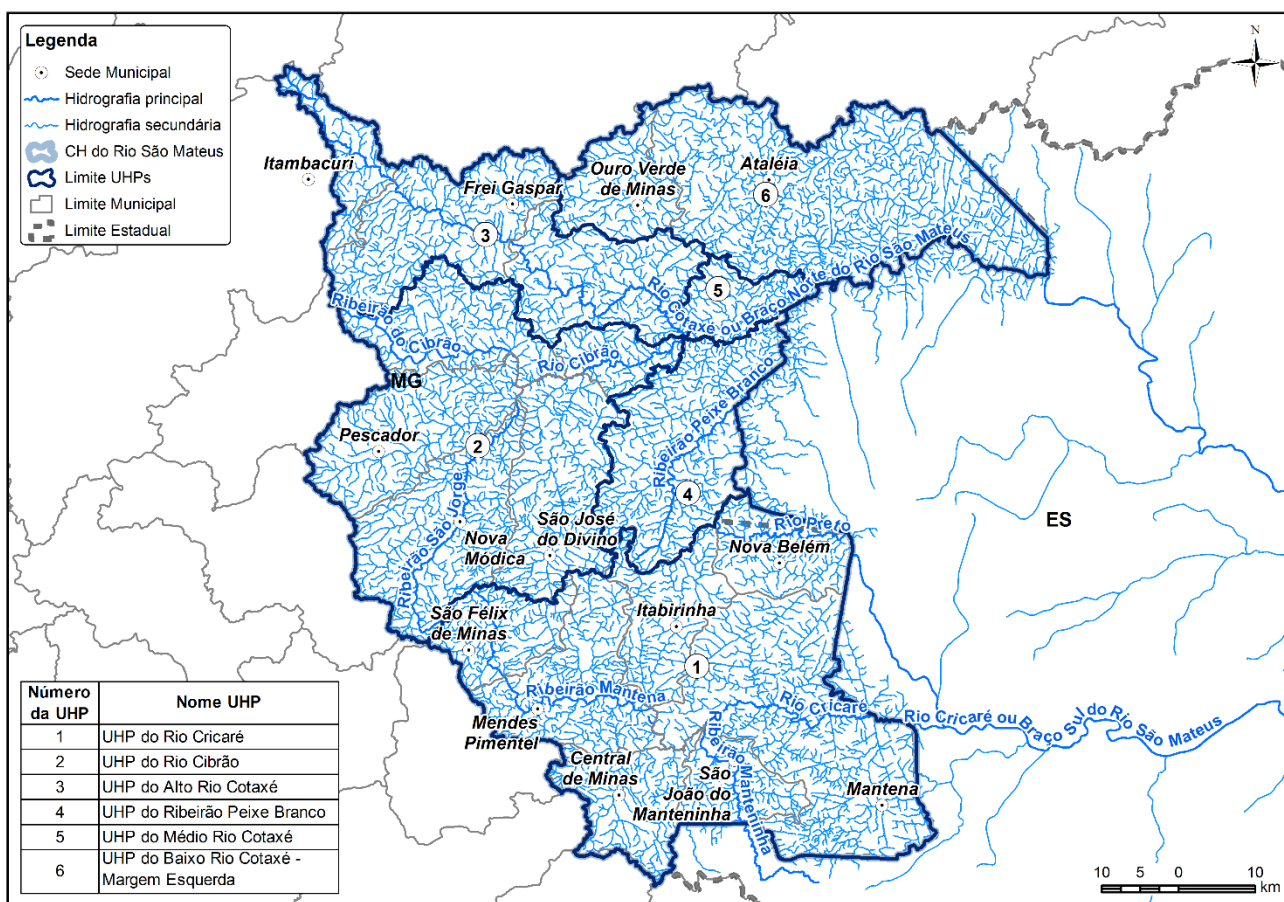 Legenda
Sede Municipal
Hidrografia principal
Hidrografia secundária
CH do Rio São Mateus
Limite UHPs
Limite Municipal
Limite Estadual
N
Itambacuri
Frei Gaspar
Ouro Verde
de Minas
Ataléia
6
3
5
Rio Cotaxé ou Braço Norte do Rio São Mateus
Ribeirão do Cibrão
Rio Cibrão
MG
Ribeirão Peixe Branco
Pescador
2
4
ES
Ribeirão São Jorge
Nova
Módica
São José
do Divino
Rio Preto
Nova Belém
São Félix
de Minas
Itabirinha
1
Ribeirão Mantena
Rio Cricaré
Rio Cricaré ou Braço Sul do Rio São Mateus
Mendes
Pimentel
Ribeirão Manteninha
Central
de Minas
São
João do
Manteninha
Mantena
Número
da UHP
Nome UHP
1 UHP do Rio Cricaré
2 UHP do Rio Cibrão
3 UHP do Alto Rio Cotaxé
4 UHP do Ribeirão Peixe Branco
5 UHP do Médio Rio Cotaxé
6 UHP do Baixo Rio Cotaxé -
Margem Esquerda
10 5 0 10
km